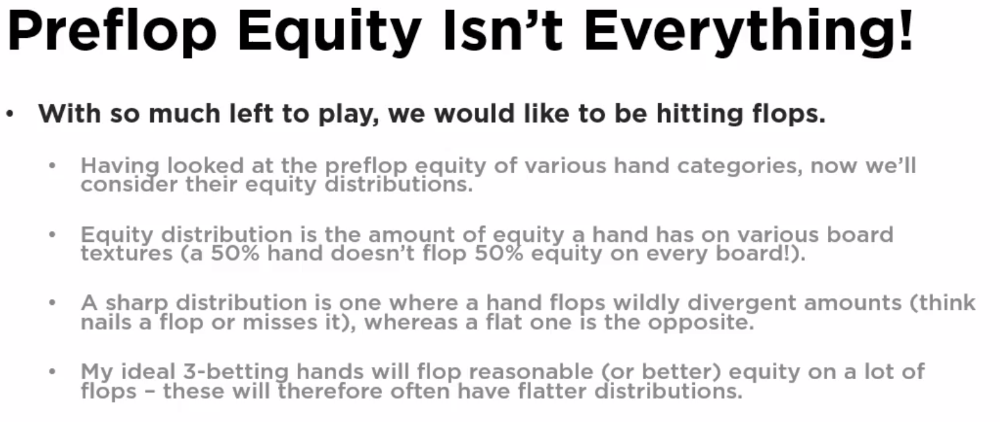 Preflop Equity Isn't Everything!
• With so much left to play, we would like to be hitting flops.
• Having looked at the preflop equity of various hand categories, now we'll
consider their equity distributions.
• Equity distribution is the amount of equity a hand has on various board
textures (a 50% hand doesn't flop 50% equity on every board!).
• A sharp distribution is one where a hand flops wildly divergent amounts (think
nails a flop or misses it), whereas a flat one is the opposite.
• My ideal 3-betting hands will flop reasonable (or better) equity on a lot of
flops – these will therefore often have flatter distributions.